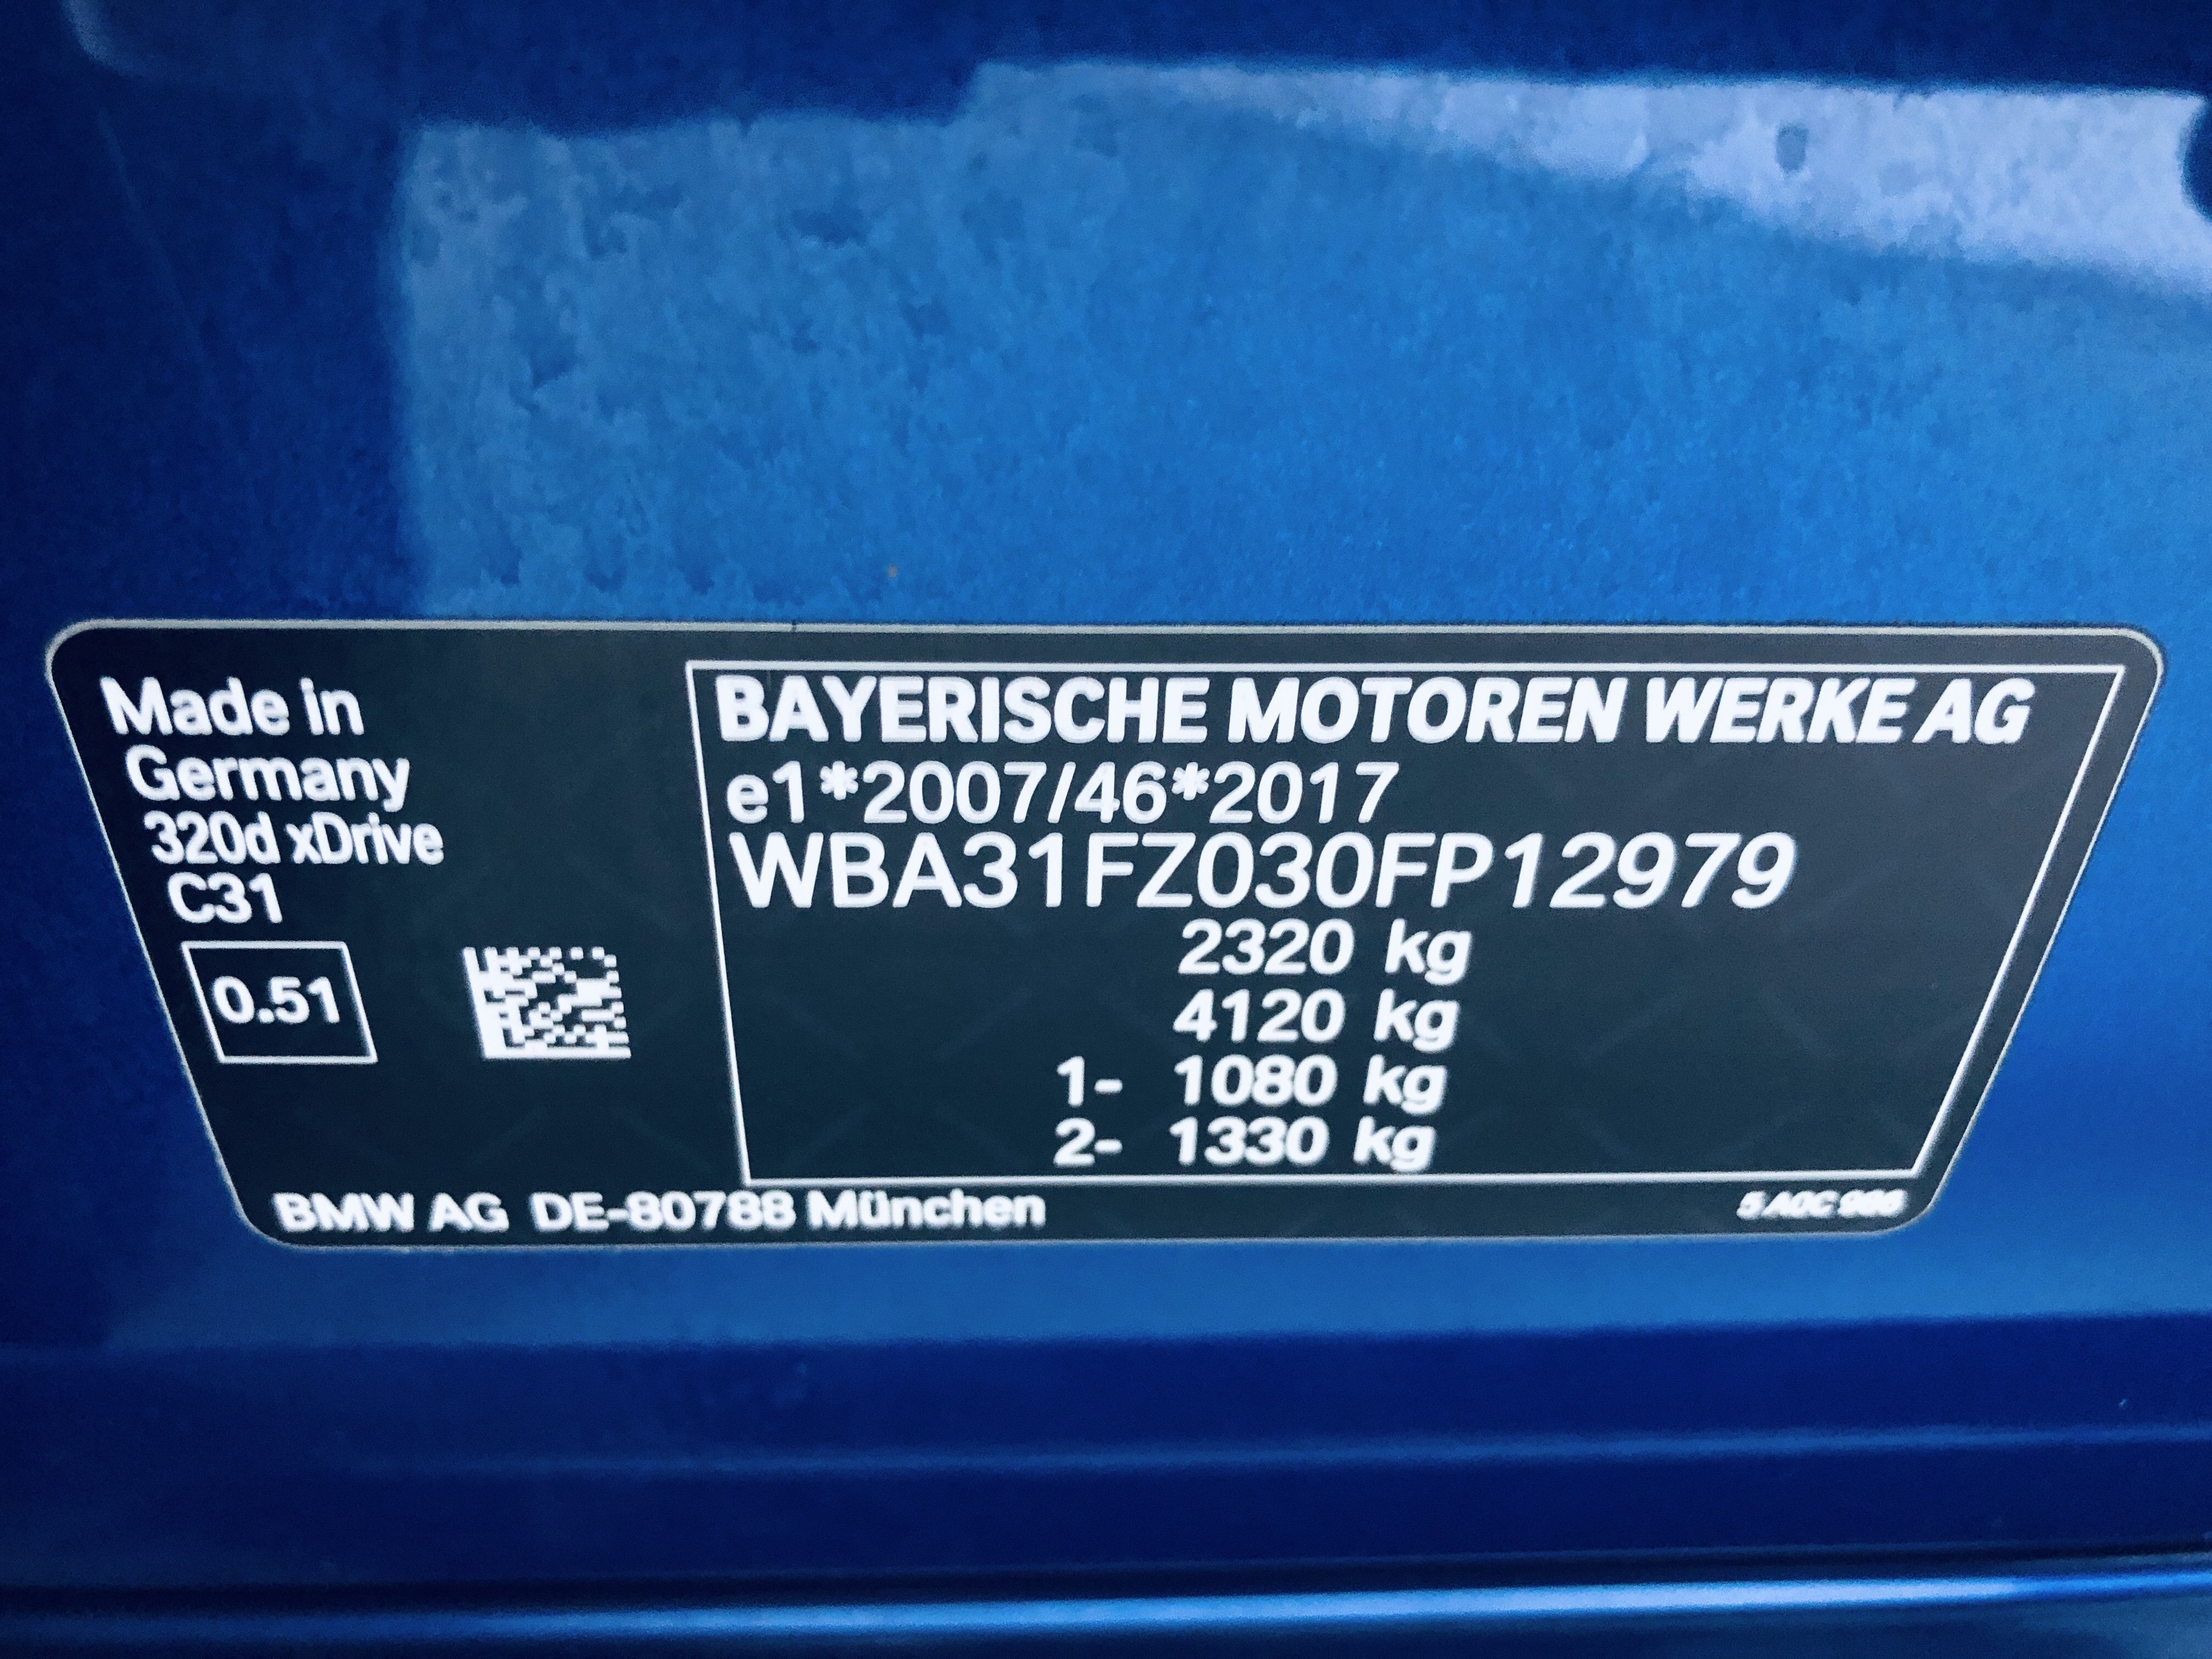 Made in
Germany
320d xDrive
C31
0.51
BAYERISCHE MOTOREN WERKE AG
e1*2007/46*2017
WBA31FZ030FP12979
2320 kg
4120 kg
1- 1080 kg
2- 1330 kg
BMW AG DE-80788 München